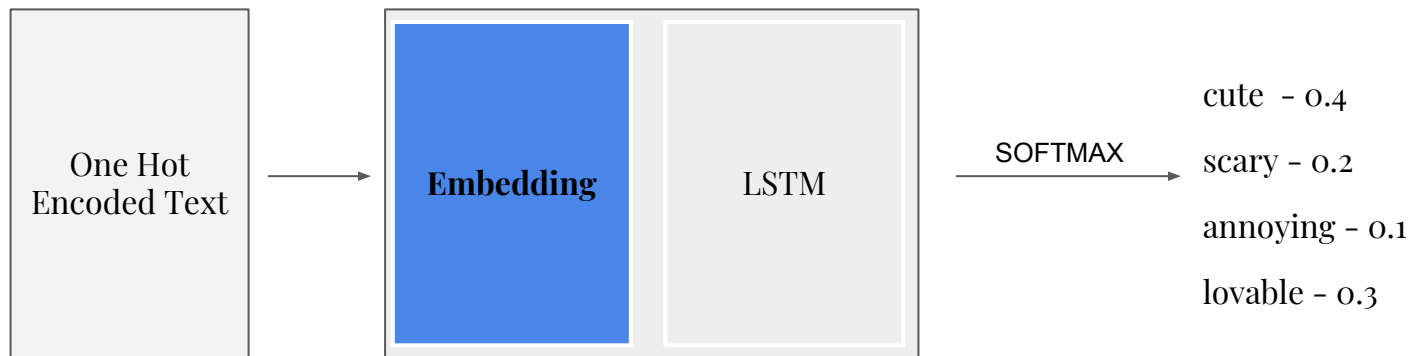 One Hot
Encoded Text
Embedding
LSTM
SOFTMAX
cute - 0.4
scary - 0.2
annoying - 0.1
lovable - 0.3